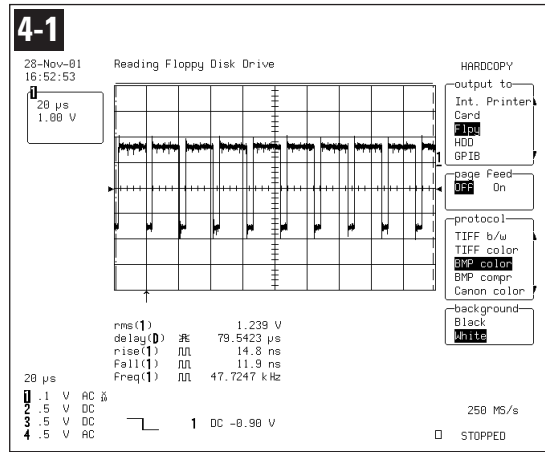 4-1
28-Nov-01
16:52:53
Reading Floppy Disk Drive
1
20 µs
1.00 V
HARDCOPY
output to
Int. Printer
Card
Flpy
HDD
GPIB
1
page feed
Off On
protocol
TIFF b/w
TIFF color
BMP color
BMP compr
Canon color
background
Black
White
rms(1) 1.239 V
delay(1) 79.5423 µs
rise(1) 14.8 ns
fall(1) 11.9 ns
freq(1) 47.7247 kHz
20 µs
1 .1 V AC X10
2 .5 V DC
3 .5 V DC
4 .5 V AC
1 DC -0.90 V
250 MS/s
STOPPED